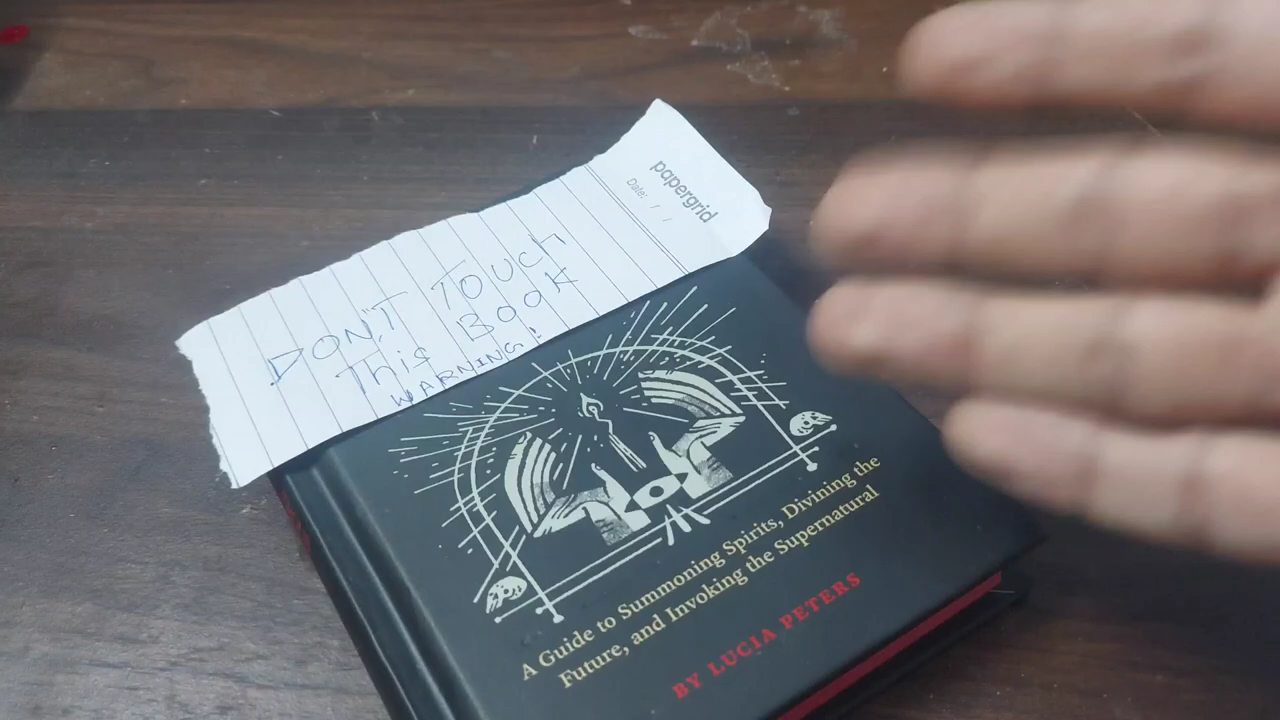 papergrid
Date: / /
DON'T TOUCH
This BOOK
WARNING!
A Guide to Summoning Spirits, Divining the
Future, and Invoking the Supernatural
BY LUCIA PETERS